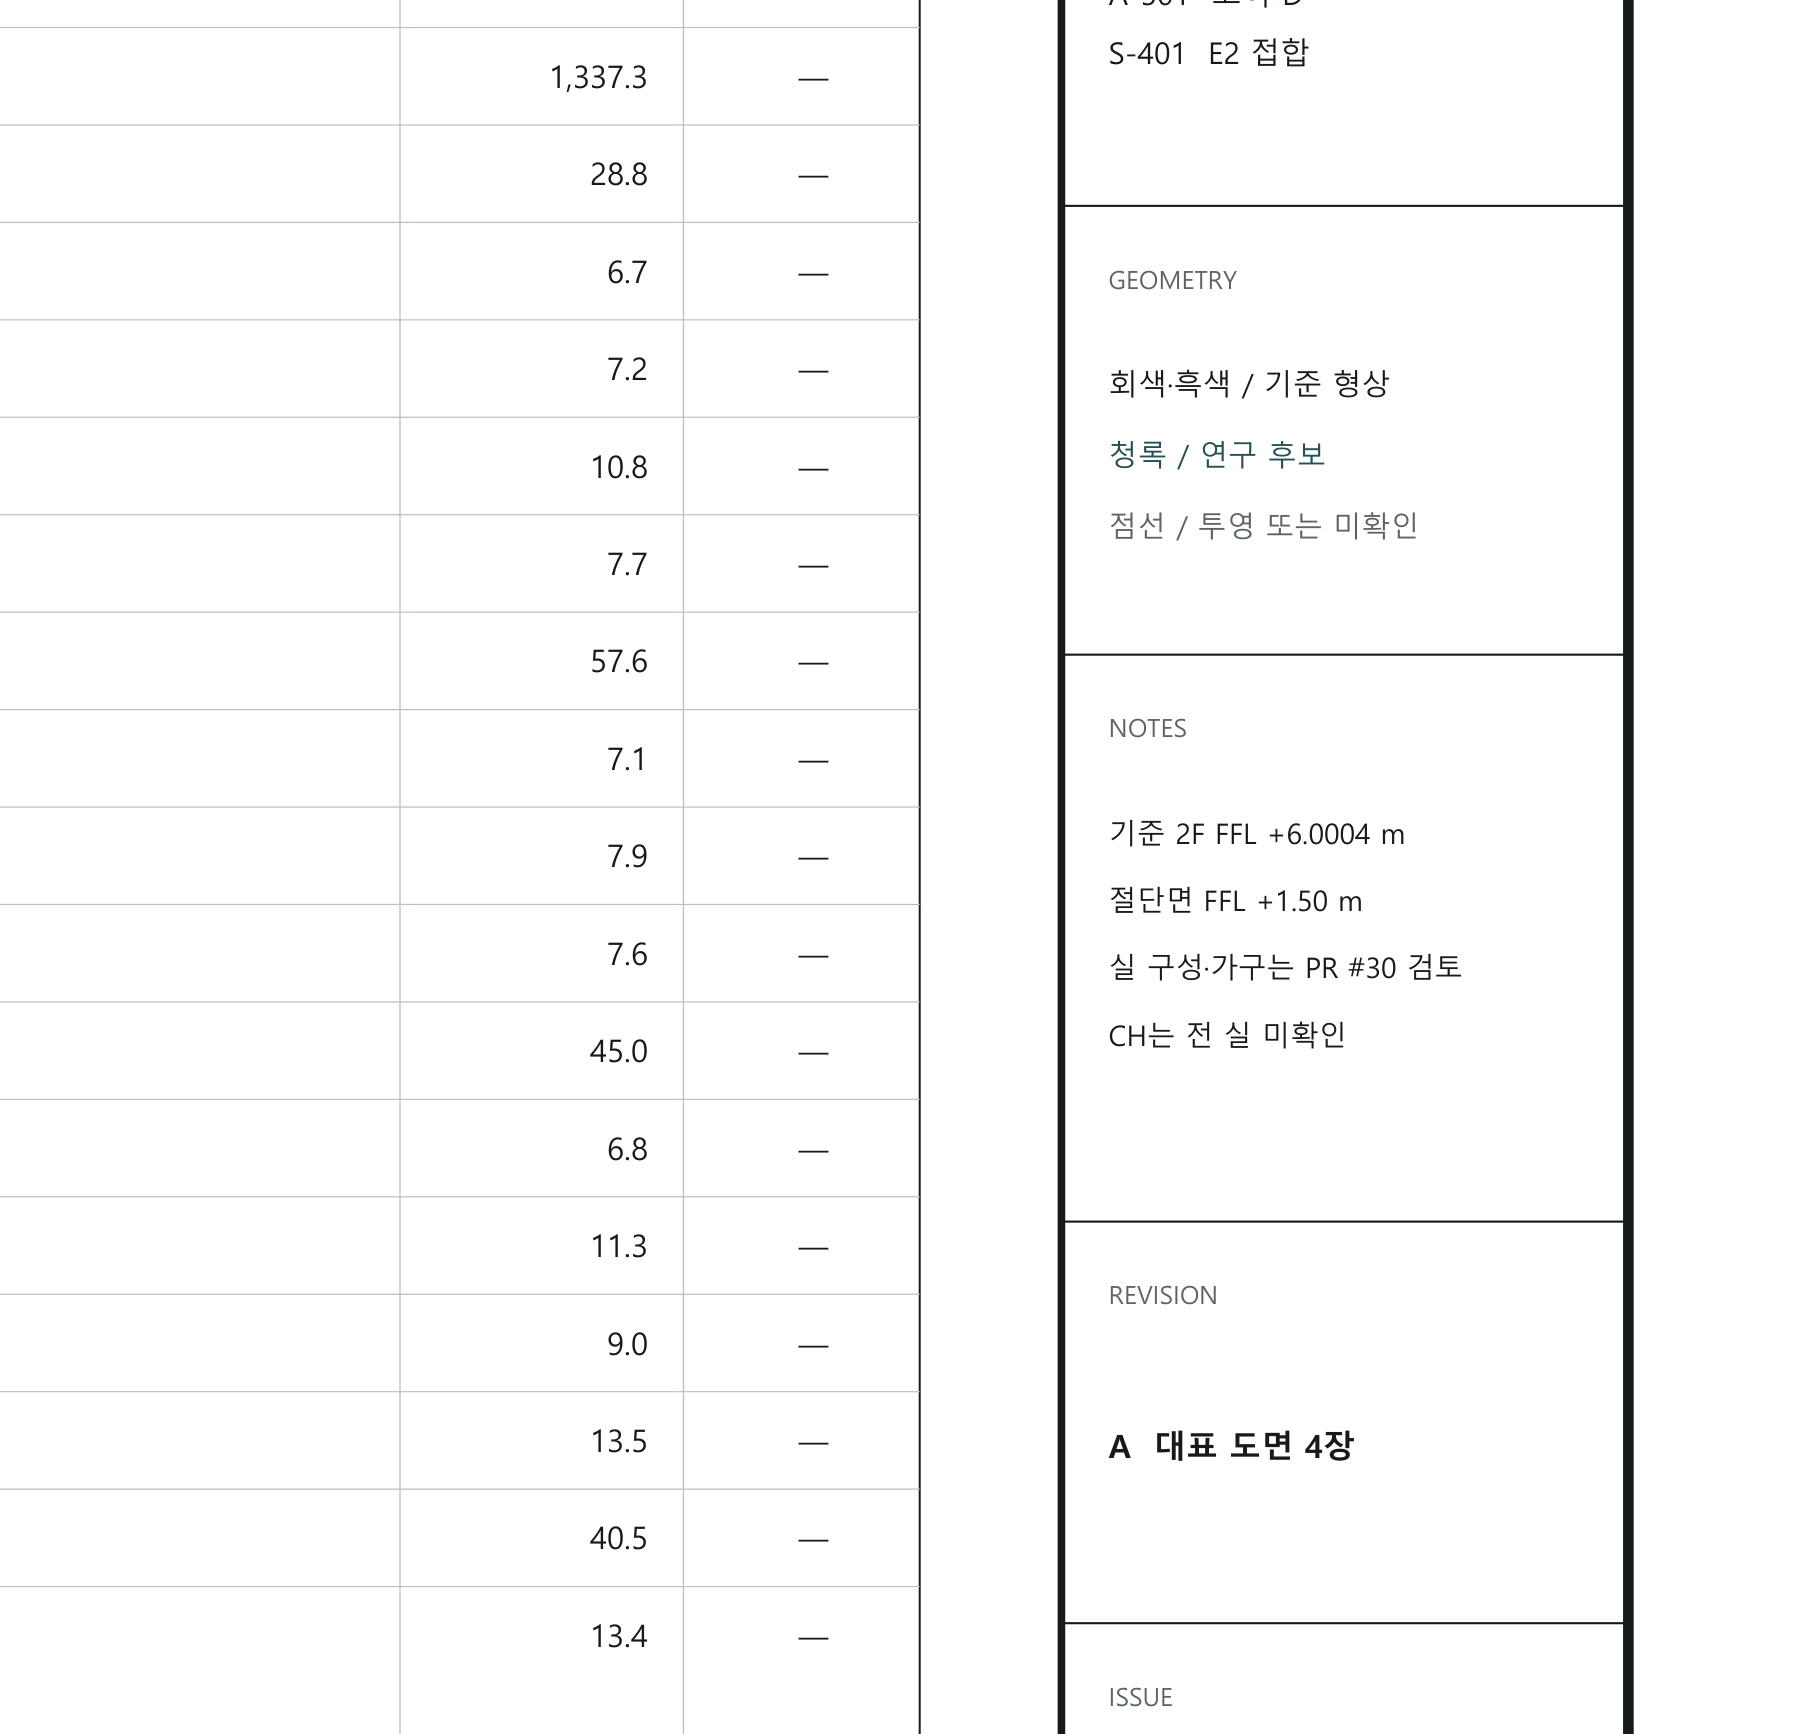 1,337.3 —
28.8 —
6.7 —
7.2 —
10.8 —
7.7 —
57.6 —
7.1 —
7.9 —
7.6 —
45.0 —
6.8 —
11.3 —
9.0 —
13.5 —
40.5 —
13.4 —
S-401 E2 접합
GEOMETRY
회색·흑색 / 기준 형상
청록 / 연구 후보
점선 / 투영 또는 미확인
NOTES
기준 2F FFL +6.0004 m
절단면 FFL +1.50 m
실 구성·가구는 PR #30 검토
CH는 전 실 미확인
REVISION
A 대표 도면 4장
ISSUE